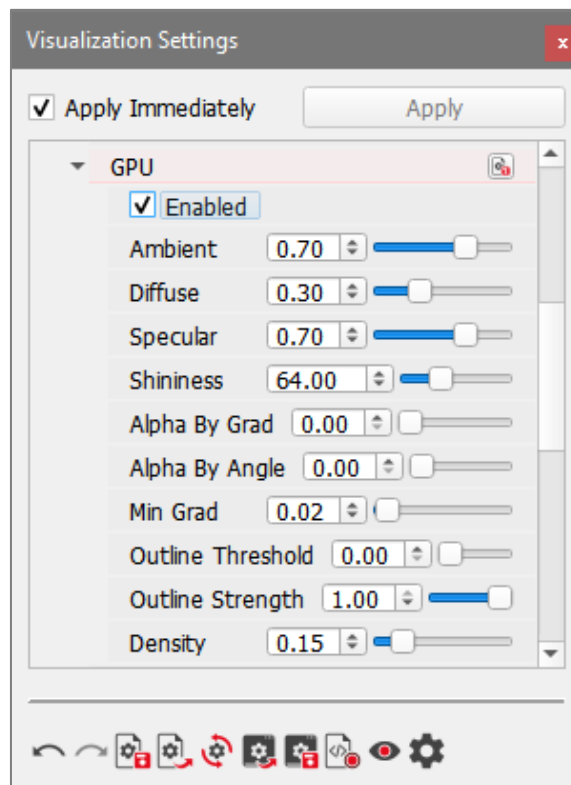 Visualization Settings x
Apply Immediately Apply
GPU
Enabled
Ambient 0.70
Diffuse 0.30
Specular 0.70
Shininess 64.00
Alpha By Grad 0.00
Alpha By Angle 0.00
Min Grad 0.02
Outline Threshold 0.00
Outline Strength 1.00
Density 0.15